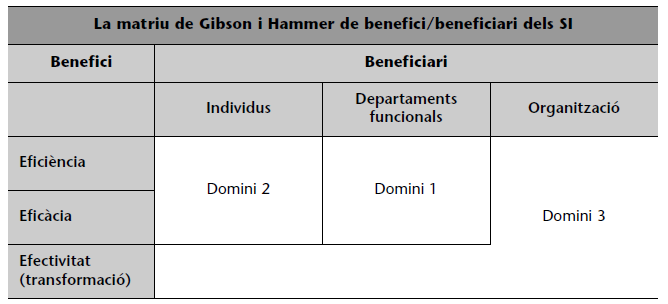 La matriu de Gibson i Hammer de benefici/beneficiari dels SI
Benefici
Beneficiari
Individus
Departaments
funcionals
Organització
Eficiència
Domini 2
Domini 1
Eficàcia
Domini 3
Efectivitat
(transformació)